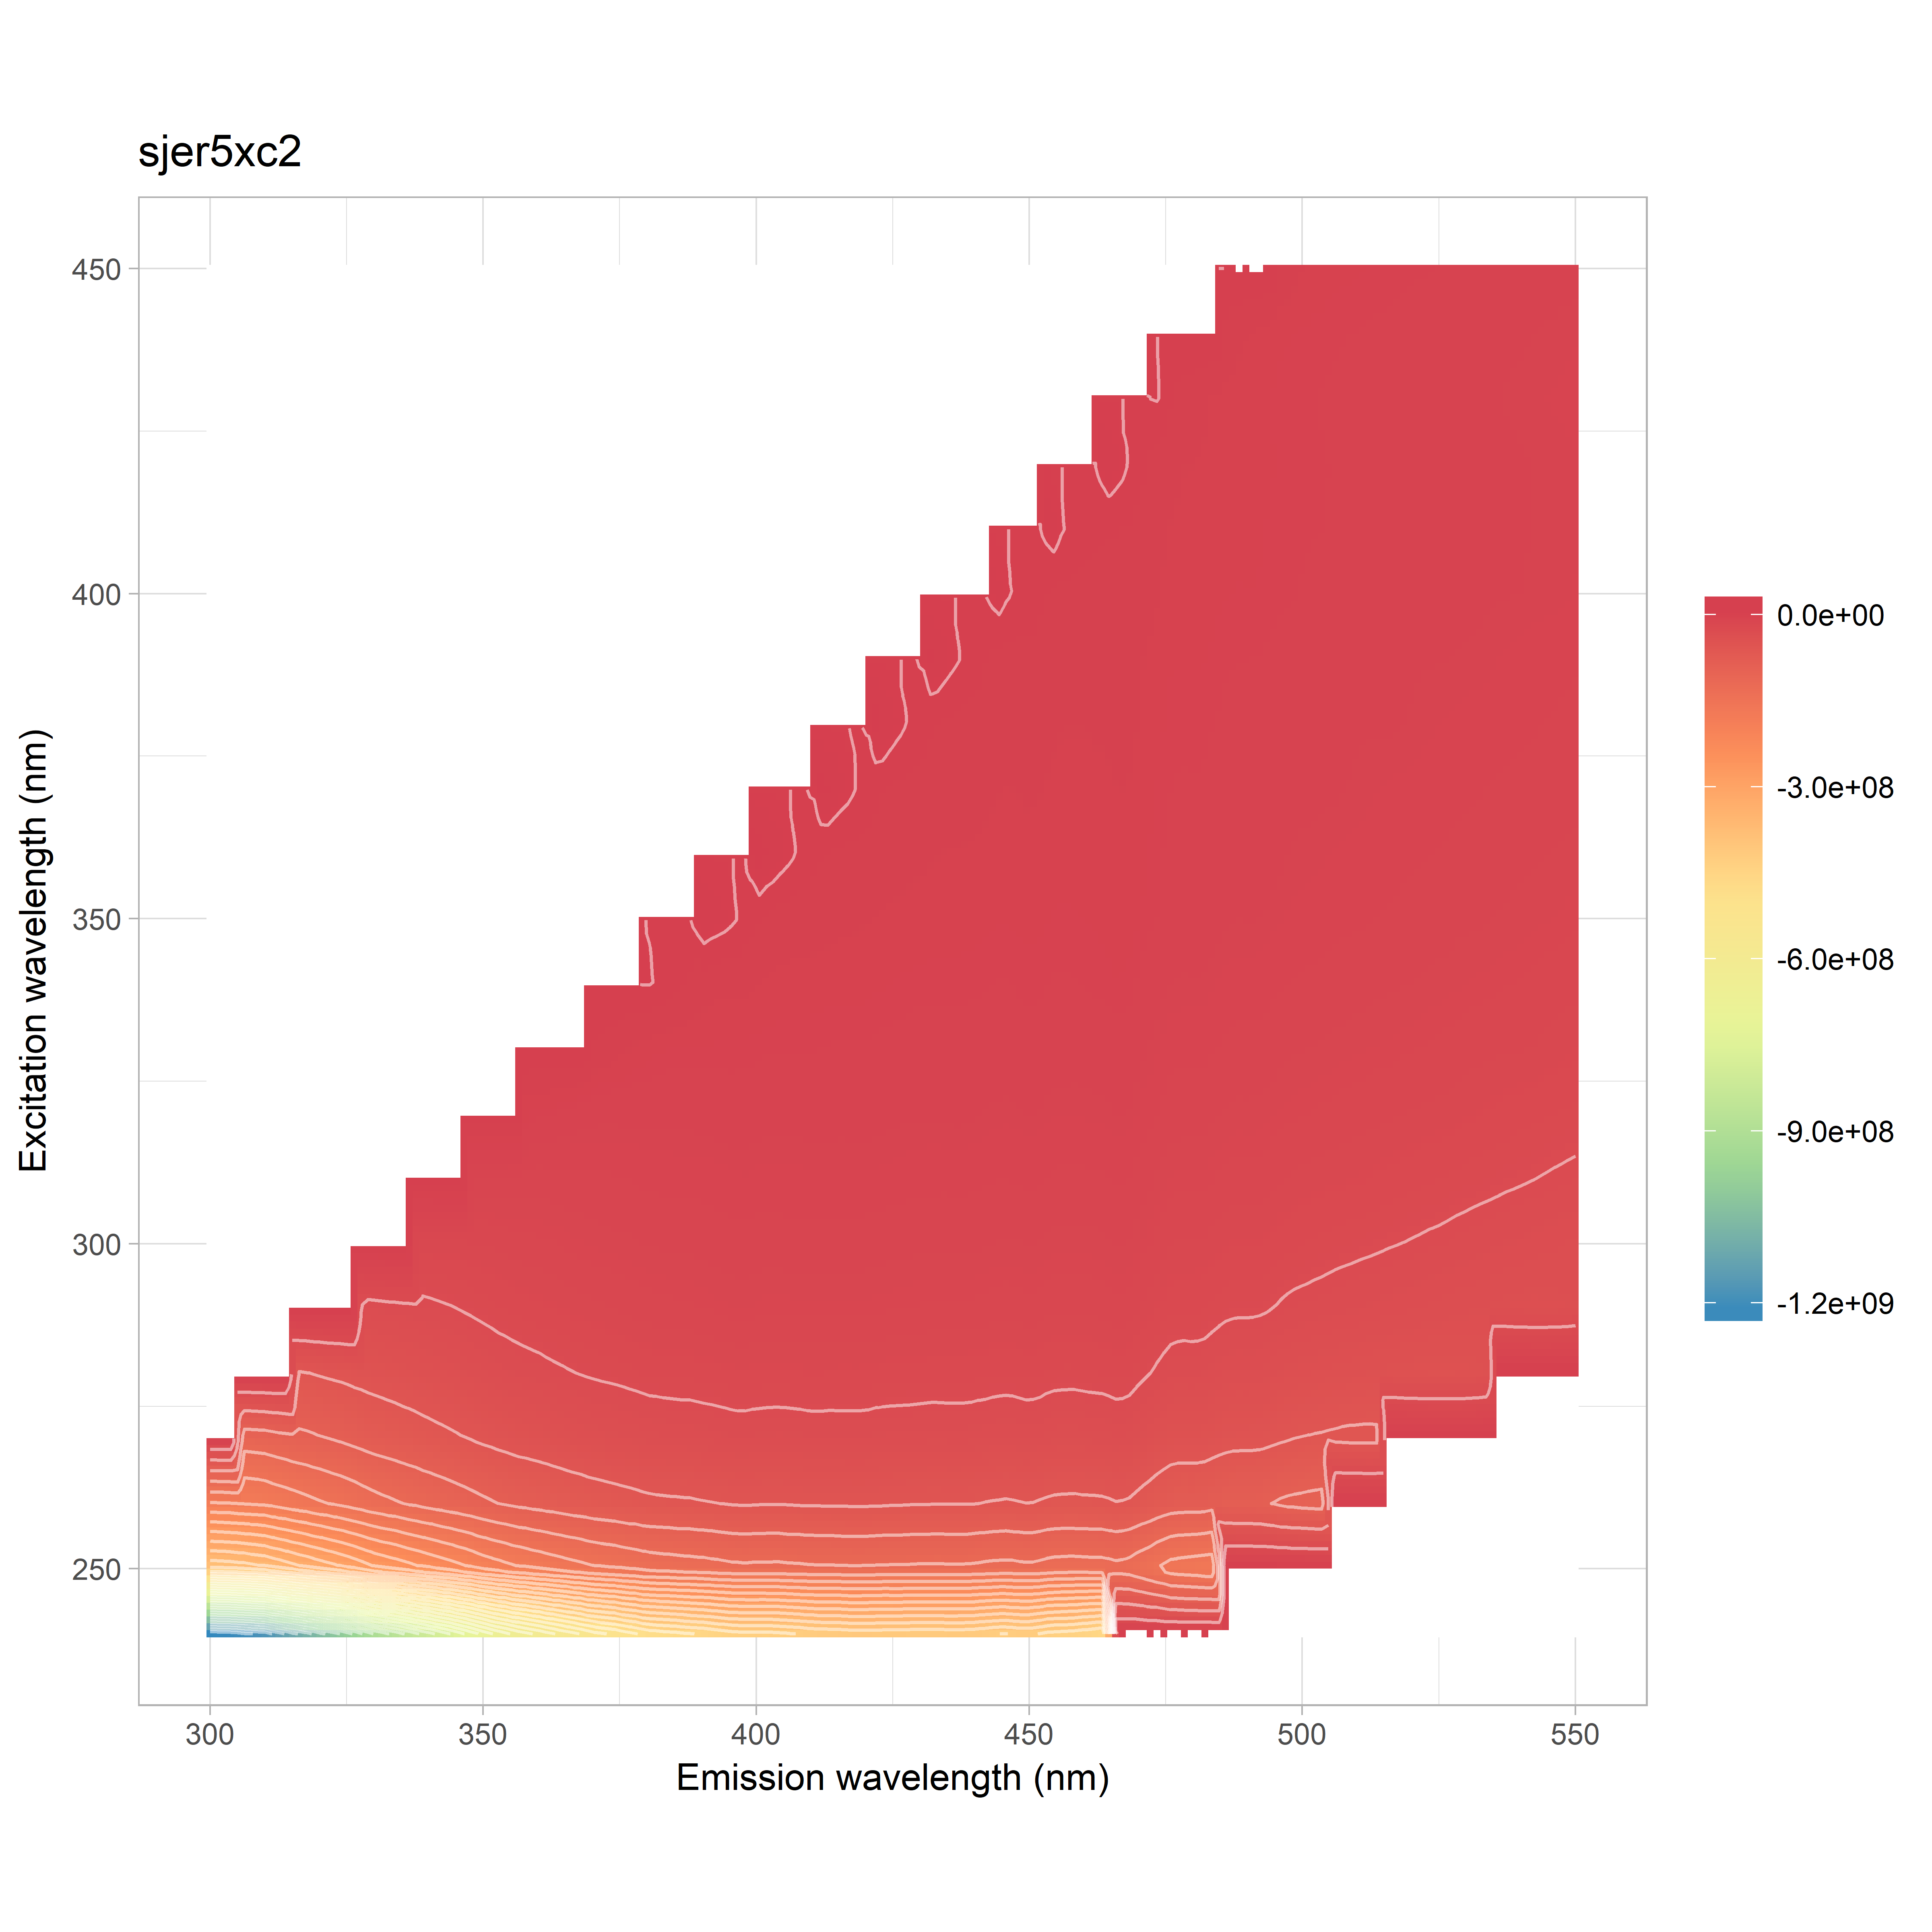 sjer5xc2
Excitation wavelength (nm)
450
400
350
300
250
300 350 400 450 500 550
Emission wavelength (nm)
0.0e+00
-3.0e+08
-6.0e+08
-9.0e+08
-1.2e+09